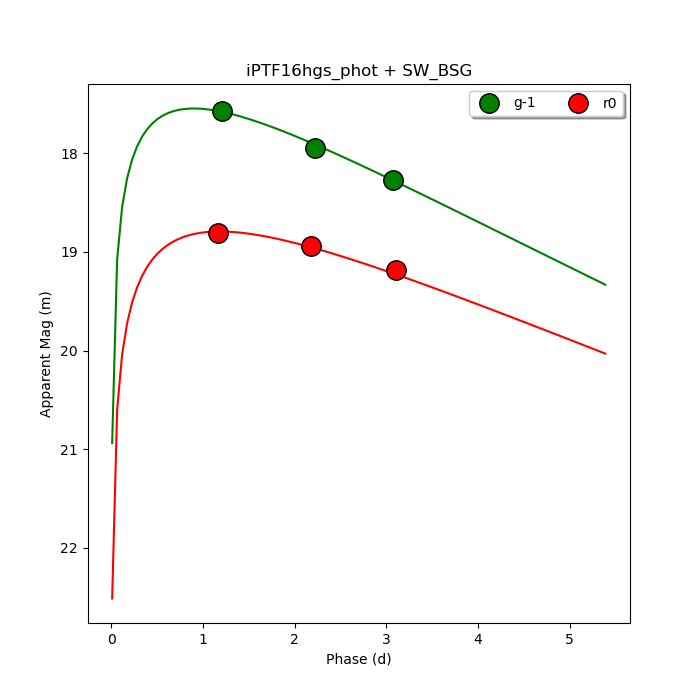 iPTF16hgs_phot + SW_BSG
g-1 r0
18
19
20
21
22
Apparent Mag (m)
0 1 2 3 4 5
Phase (d)